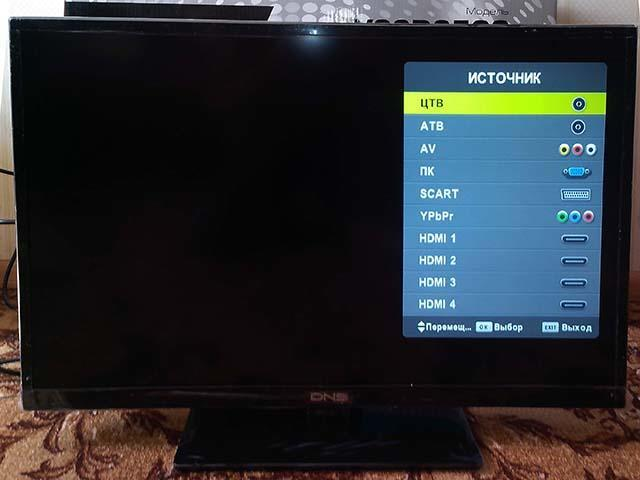 Модель
ИСТОЧНИК
ЦТВ
АТВ
AV
ПК
SCART
YPbPr
HDMI 1
HDMI 2
HDMI 3
HDMI 4
Перемещ... OK Выбор EXIT Выход
DNS